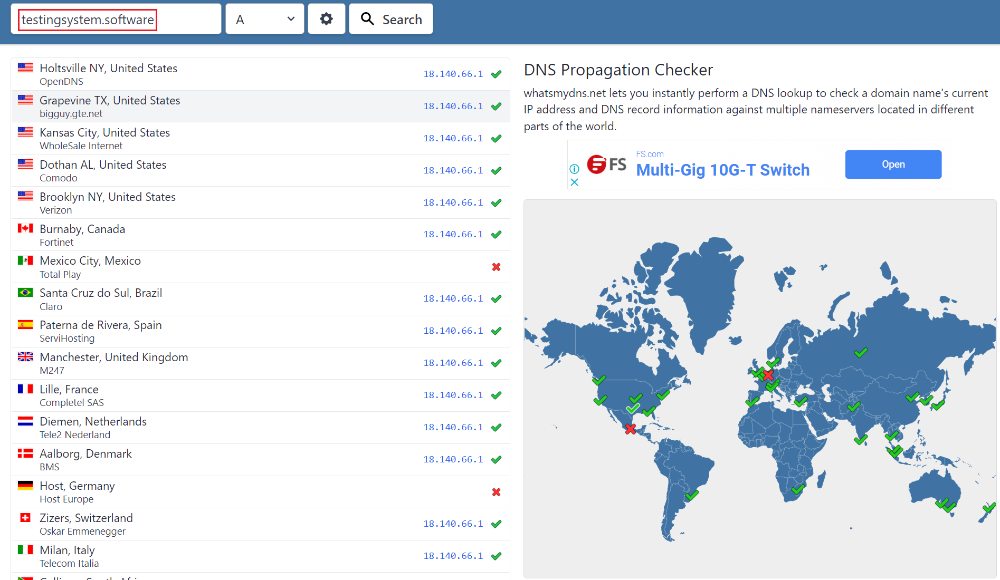 testingsystem.software
A
Search
Holtsville NY, United States
OpenDNS
18.140.66.1
Grapevine TX, United States
bigguy.gte.net
18.140.66.1
Kansas City, United States
WholeSale Internet
18.140.66.1
Dothan AL, United States
Comodo
18.140.66.1
Brooklyn NY, United States
Verizon
18.140.66.1
Burnaby, Canada
Fortinet
18.140.66.1
Mexico City, Mexico
Total Play
Santa Cruz do Sul, Brazil
Claro
18.140.66.1
Paterna de Rivera, Spain
ServiHosting
18.140.66.1
Manchester, United Kingdom
M247
18.140.66.1
Lille, France
Completel SAS
18.140.66.1
Diemen, Netherlands
Tele2 Nederland
18.140.66.1
Aalborg, Denmark
BMS
18.140.66.1
Host, Germany
Host Europe
Zizers, Switzerland
Oskar Emmenegger
18.140.66.1
Milan, Italy
Telecom Italia
18.140.66.1
DNS Propagation Checker
whatsmydns.net lets you instantly perform a DNS lookup to check a domain name's current
IP address and DNS record information against multiple nameservers located in different
parts of the world.
FS
FS.com
Multi-Gig 10G-T Switch
Open